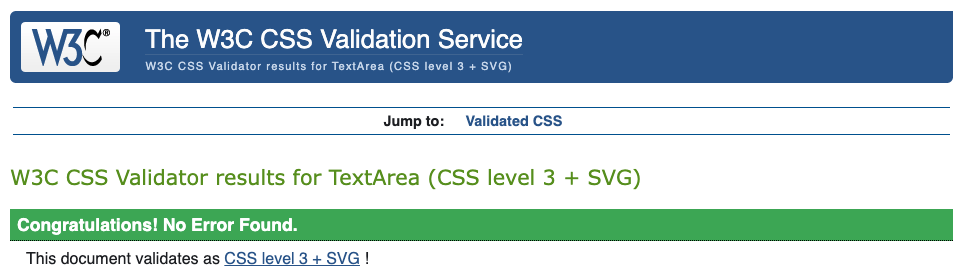 W3C®
The W3C CSS Validation Service
W3C CSS Validator results for TextArea (CSS level 3 + SVG)
Jump to: Validated CSS
W3C CSS Validator results for TextArea (CSS level 3 + SVG)
Congratulations! No Error Found.
This document validates as CSS level 3 + SVG !